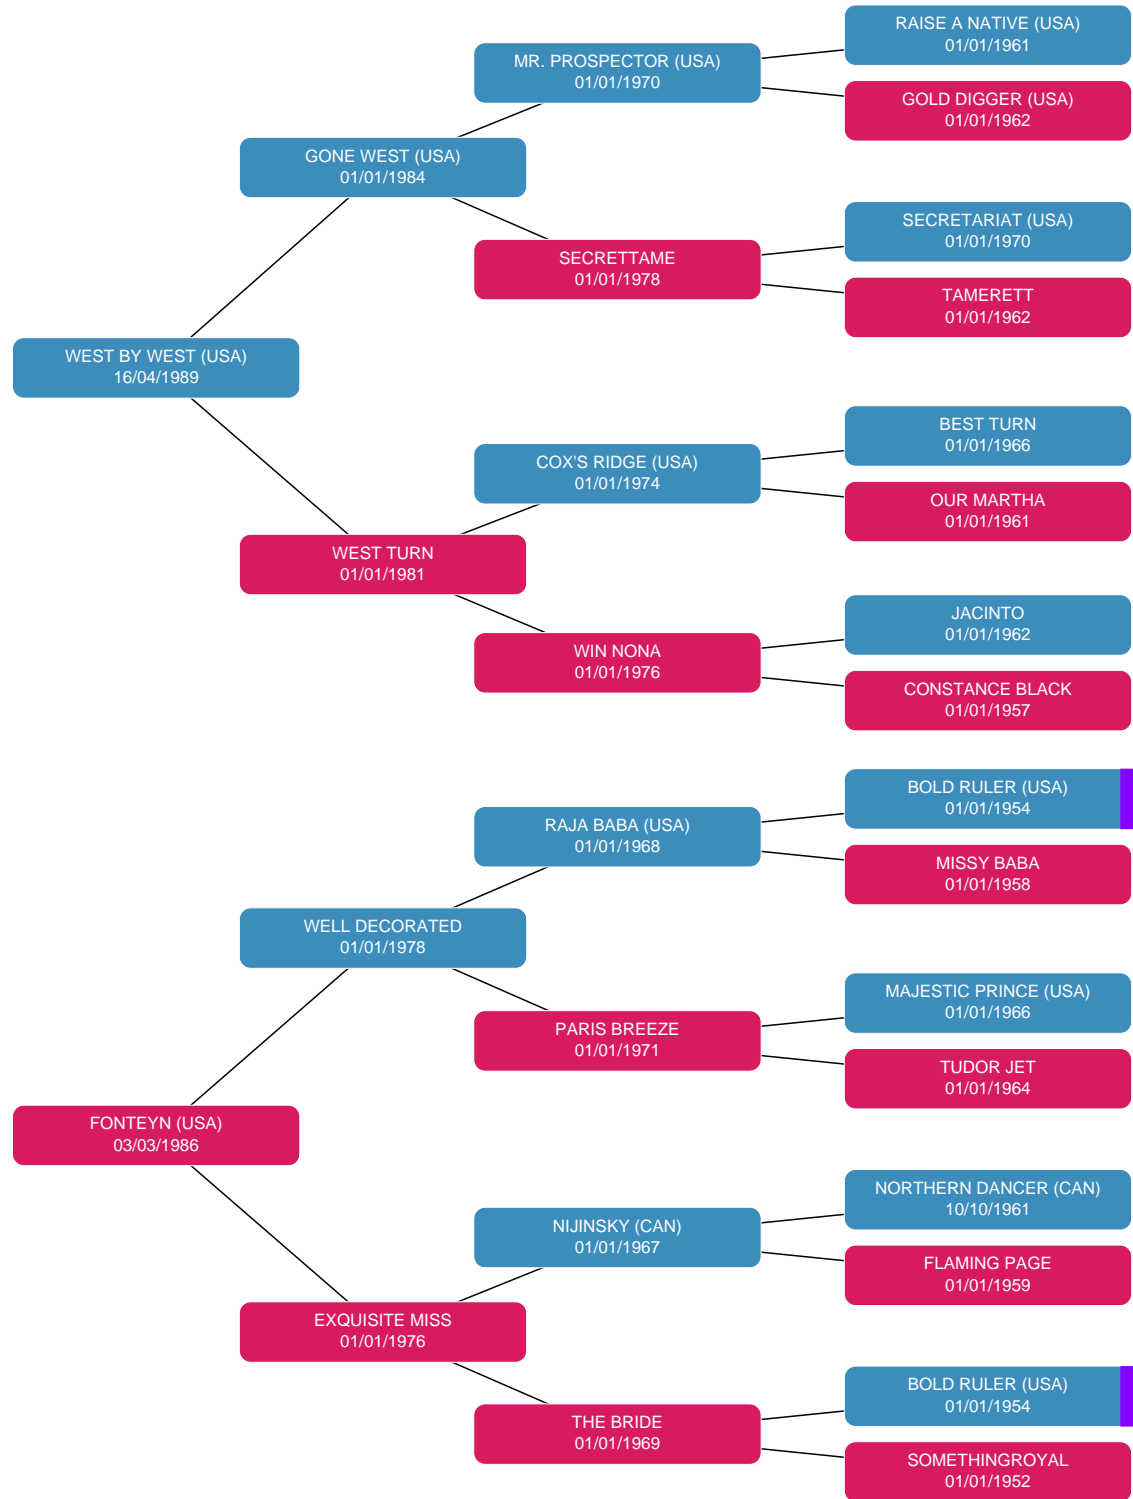 RAISE A NATIVE (USA)
01/01/1961
MR. PROSPECTOR (USA)
01/01/1970
GOLD DIGGER (USA)
01/01/1962
GONE WEST (USA)
01/01/1984
SECRETARIAT (USA)
01/01/1970
SECRETTAME
01/01/1978
TAMERETT
01/01/1962
WEST BY WEST (USA)
16/04/1989
BEST TURN
01/01/1966
COX'S RIDGE (USA)
01/01/1974
OUR MARTHA
01/01/1961
WEST TURN
01/01/1981
JACINTO
01/01/1962
WIN NONA
01/01/1976
CONSTANCE BLACK
01/01/1957
BOLD RULER (USA)
01/01/1954
RAJA BABA (USA)
01/01/1968
MISSY BABA
01/01/1958
WELL DECORATED
01/01/1978
MAJESTIC PRINCE (USA)
01/01/1966
PARIS BREEZE
01/01/1971
TUDOR JET
01/01/1964
FONTEYN (USA)
03/03/1986
NORTHERN DANCER (CAN)
10/10/1961
NIJINSKY (CAN)
01/01/1967
FLAMING PAGE
01/01/1959
EXQUISITE MISS
01/01/1976
BOLD RULER (USA)
01/01/1954
THE BRIDE
01/01/1969
SOMETHINGROYAL
01/01/1952